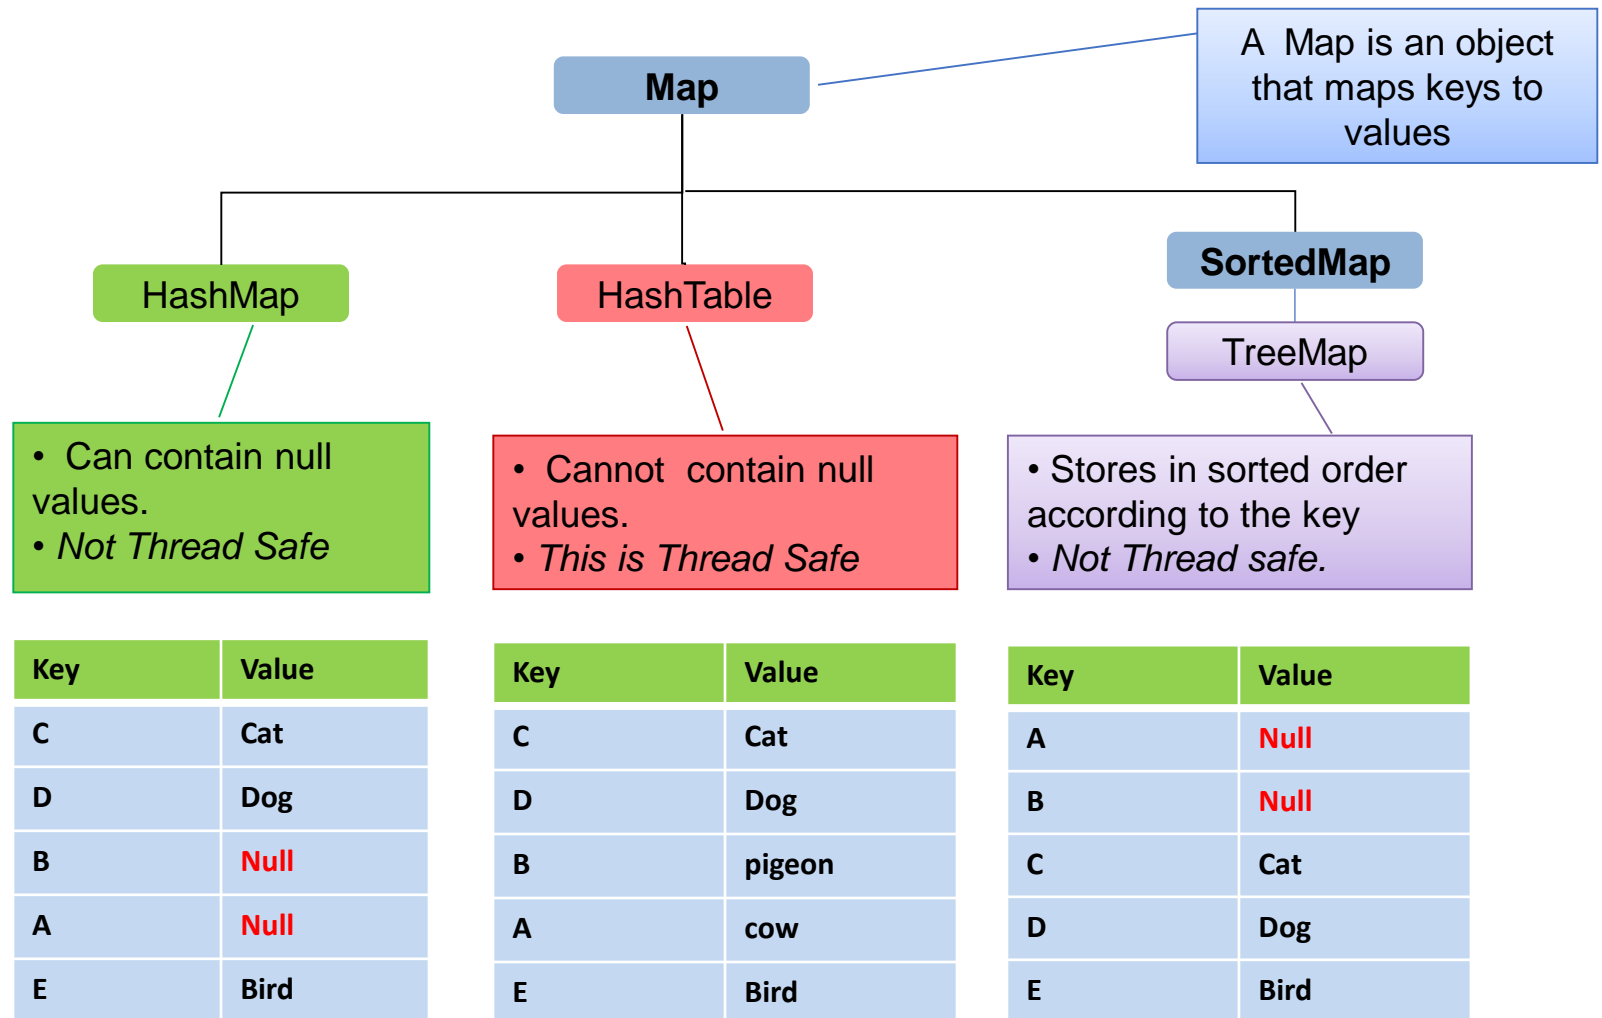 A Map is an object
that maps keys to
values
Map
SortedMap
HashMap
HashTable
TreeMap
• Can contain null
values.
• Not Thread Safe
• Cannot contain null
values.
• This is Thread Safe
• Stores in sorted order
according to the key
• Not Thread safe.
Key Value
C Cat
D Dog
B Null
A Null
E Bird
Key Value
C Cat
D Dog
B pigeon
A cow
E Bird
Key Value
A Null
B Null
C Cat
D Dog
E Bird